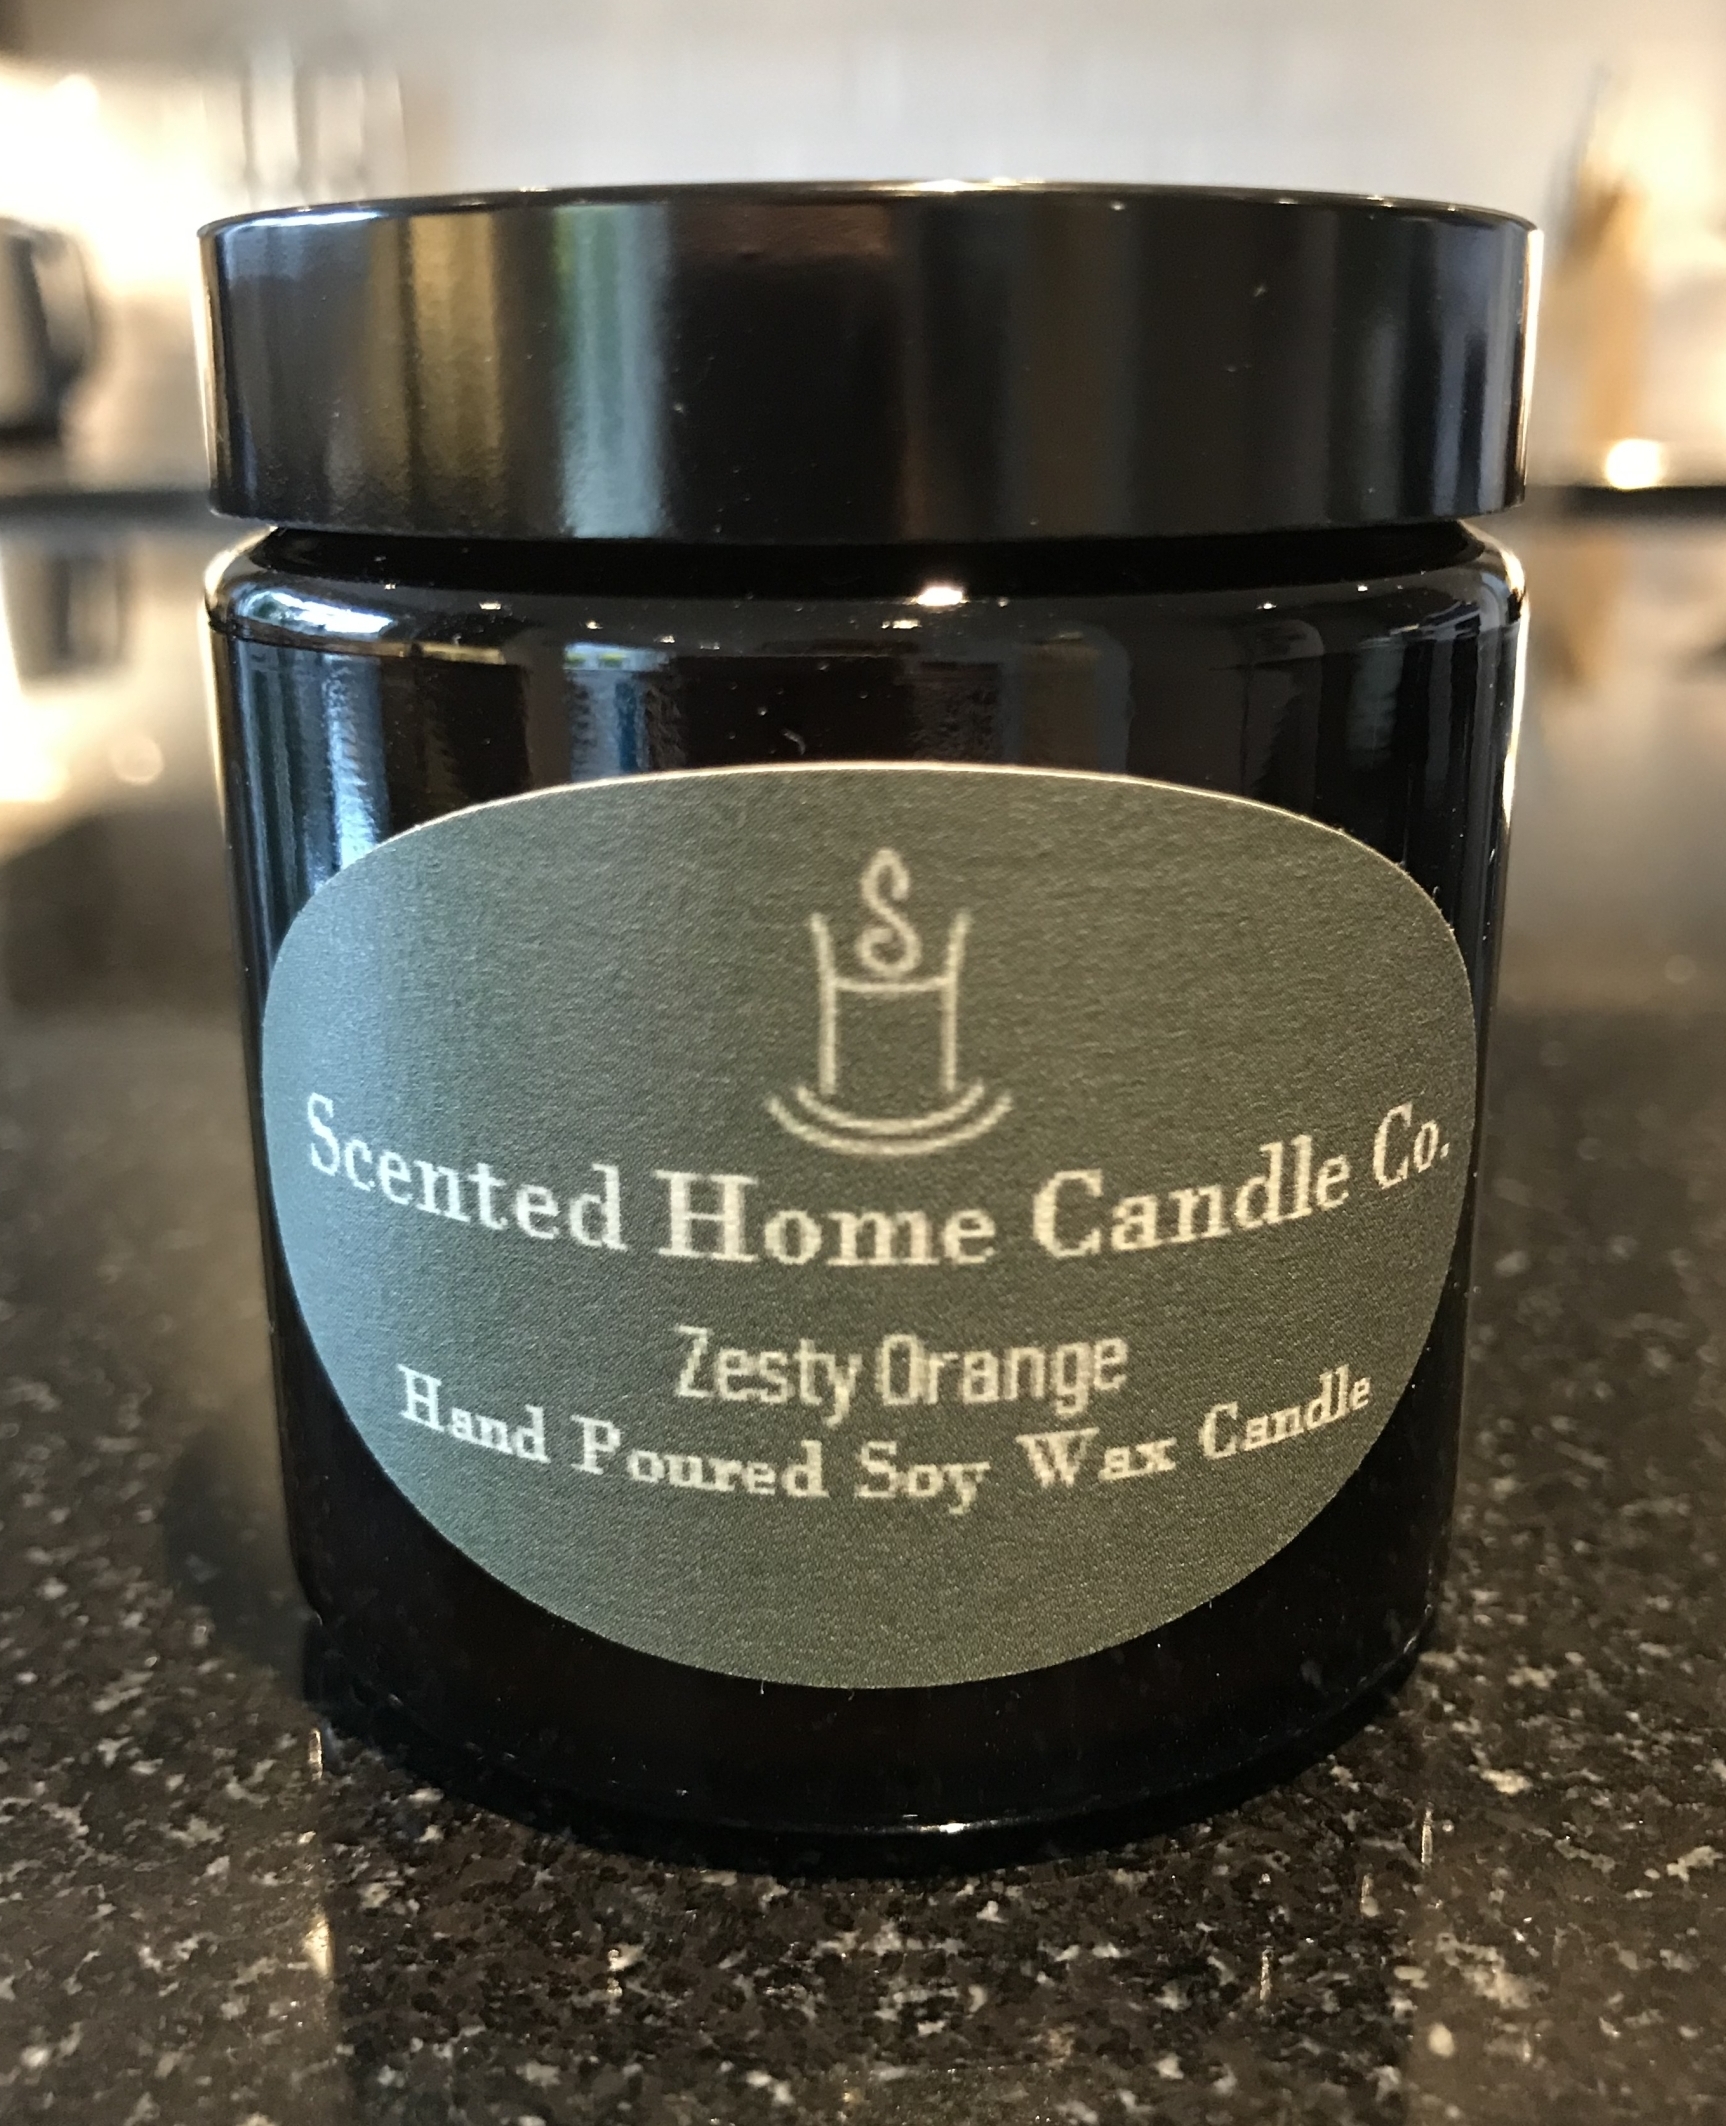 Scented Home Candle Co.
Zesty Orange
Hand Poured Soy Wax Candle